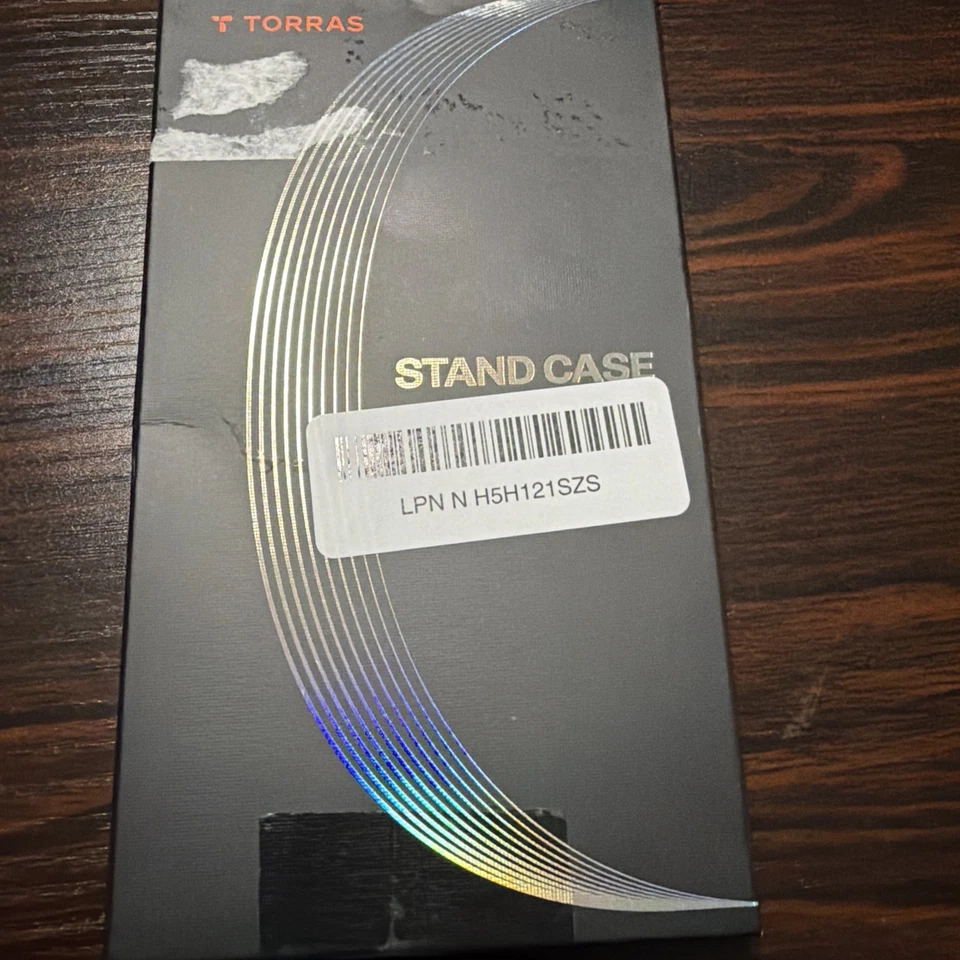 TORRAS
STAND CASE
LPN N H5H121SZS